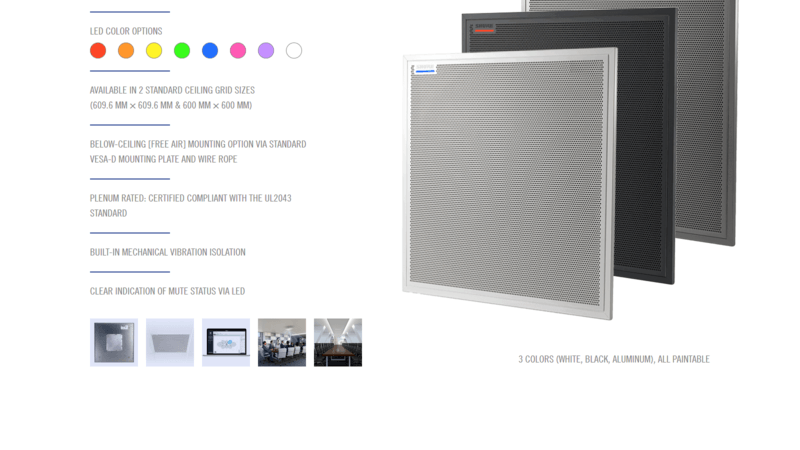 LED COLOR OPTIONS
AVAILABLE IN 2 STANDARD CEILING GRID SIZES
(609.6 MM × 609.6 MM & 600 MM × 600 MM)
BELOW-CEILING [FREE AIR] MOUNTING OPTION VIA STANDARD
VESA-D MOUNTING PLATE AND WIRE ROPE
PLENUM RATED: CERTIFIED COMPLIANT WITH THE UL2043
STANDARD
BUILT-IN MECHANICAL VIBRATION ISOLATION
CLEAR INDICATION OF MUTE STATUS VIA LED
3 COLORS (WHITE, BLACK, ALUMINUM), ALL PAINTABLE